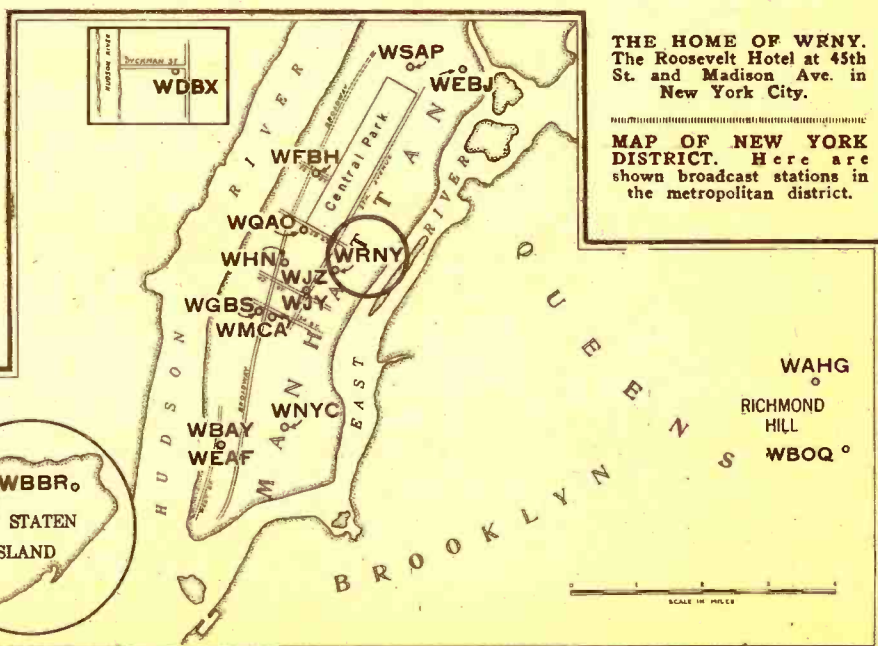 THE HOME OF WRNY.
The Roosevelt Hotel at 45th
St. and Madison Ave. in
New York City.
MAP OF NEW YORK
DISTRICT. Here are
shown broadcast stations in
the metropolitan district.
HUDSON RIVER
DYCKMAN ST.
WDBX
WSAP
WEBJ
WFBH
BROADWAY
Central Park
WQAO
WRNY
WHN
WJZ
WJY
WGBS
WMCA
WNYC
WBAY
WEAF
BROADWAY
MANHATTAN
HUDSON RIVER
EAST RIVER
QUEENS
WAHG
RICHMOND
HILL
WBOQ
BROOKLYN
WBBR
STATEN
SLAND
SCALE IN MILES